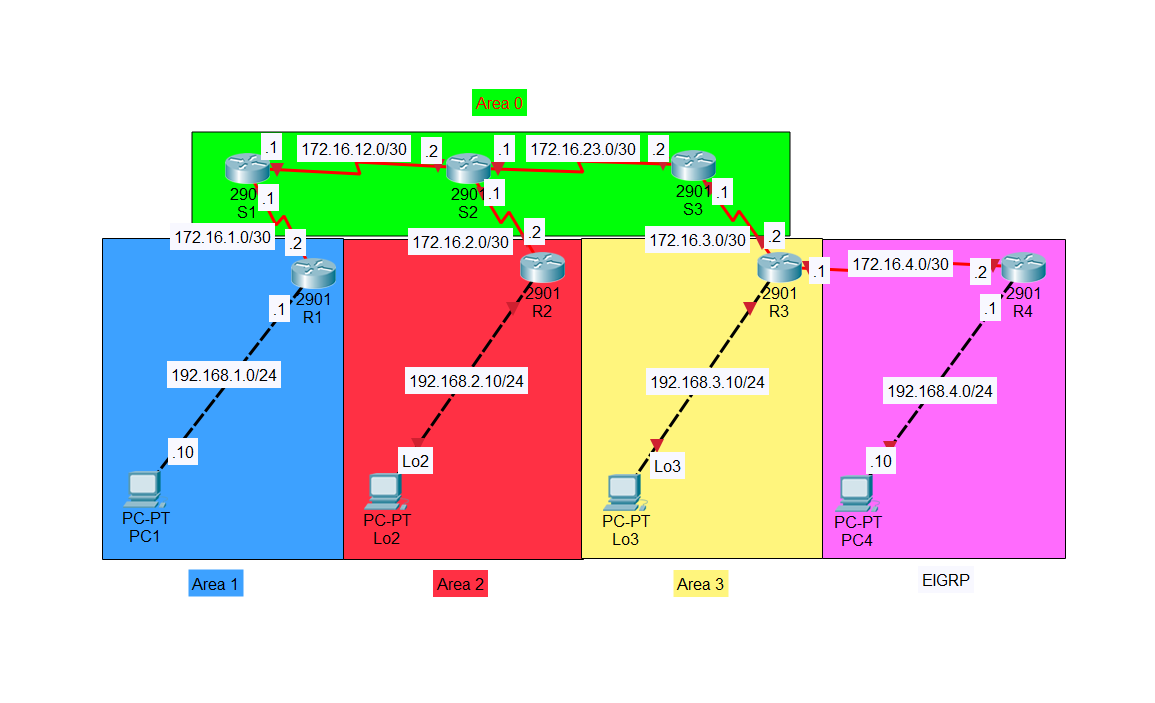 Area 0
.1
172.16.12.0/30
.2
.1
172.16.23.0/30
.2
2901
S1
2901
S2
2901
S3
.1
.1
.1
172.16.1.0/30
.2
172.16.2.0/30
.2
172.16.3.0/30
.2
2901
R1
2901
R2
2901
R3
.1
172.16.4.0/30
.2
2901
R4
.1
.1
192.168.1.0/24
192.168.2.10/24
192.168.3.10/24
192.168.4.0/24
.10
Lo2
Lo3
.10
PC-PT
PC1
PC-PT
Lo2
PC-PT
Lo3
PC-PT
PC4
Area 1
Area 2
Area 3
EIGRP